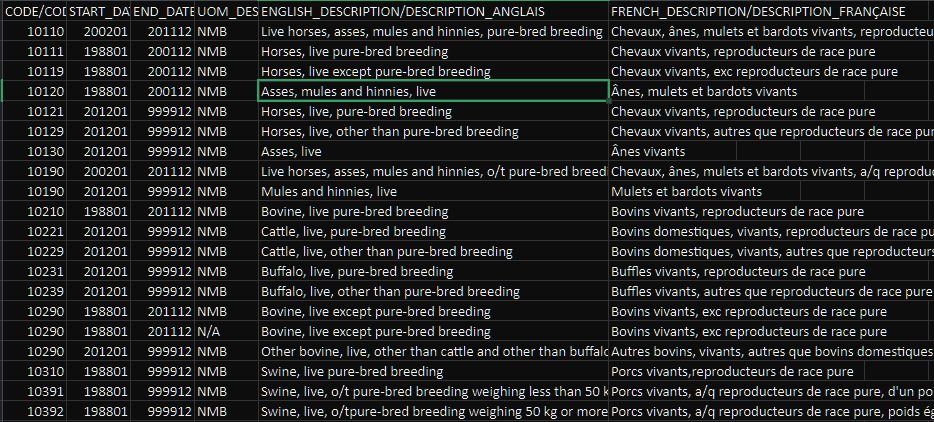 CODE/COD START_DA END_DATE UOM_DES ENGLISH_DESCRIPTION/DESCRIPTION_ANGLAIS FRENCH_DESCRIPTION/DESCRIPTION_FRANÇAISE
10110 200201 201112 NMB Live horses, asses, mules and hinnies, pure-bred breeding Chevaux, ânes, mulets et bardots vivants, reproducteu
10111 198801 200112 NMB Horses, live pure-bred breeding Chevaux vivants, reproducteurs de race pure
10119 198801 200112 NMB Horses, live except pure-bred breeding Chevaux vivants, exc reproducteurs de race pure
10120 198801 200112 NMB Asses, mules and hinnies, live Ânes, mulets et bardots vivants
10121 201201 999912 NMB Horses, live, pure-bred breeding Chevaux vivants, reproducteurs de race pure
10129 201201 999912 NMB Horses, live, other than pure-bred breeding Chevaux vivants, autres que reproducteurs de race pur
10130 201201 999912 NMB Asses, live Ânes vivants
10190 200201 201112 NMB Live horses, asses, mules and hinnies, o/t pure-bred breed Chevaux, ânes, mulets et bardots vivants, a/q reprodu
10190 201201 999912 NMB Mules and hinnies, live Mulets et bardots vivants
10210 198801 201112 NMB Bovine, live pure-bred breeding Bovins vivants, reproducteurs de race pure
10221 201201 999912 NMB Cattle, live, pure-bred breeding Bovins domestiques, vivants, reproducteurs de race pu
10229 201201 999912 NMB Cattle, live, other than pure-bred breeding Bovins domestiques, vivants, autres que reproducteurs
10231 201201 999912 NMB Buffalo, live, pure-bred breeding Buffles vivants, reproducteurs de race pure
10239 201201 999912 NMB Buffalo, live, other than pure-bred breeding Buffles vivants, autres que reproducteurs de race pure
10290 198801 201112 NMB Bovine, live except pure-bred breeding Bovins vivants, exc reproducteurs de race pure
10290 198801 201112 N/A Bovine, live except pure-bred breeding Bovins vivants, exc reproducteurs de race pure
10290 201201 999912 NMB Other bovine, live, other than cattle and other than buffalo Autres bovins, vivants, autres que bovins domestiques
10310 198801 999912 NMB Swine, live pure-bred breeding Porcs vivants,reproducteurs de race pure
10391 198801 999912 NMB Swine, live, o/t pure-bred breeding weighing less than 50 k Porcs vivants, a/q reproducteurs de race pure, d'un po
10392 198801 999912 NMB Swine, live, o/tpure-bred breeding weighing 50 kg or more Porcs vivants, a/q reproducteurs de race pure, poids ég